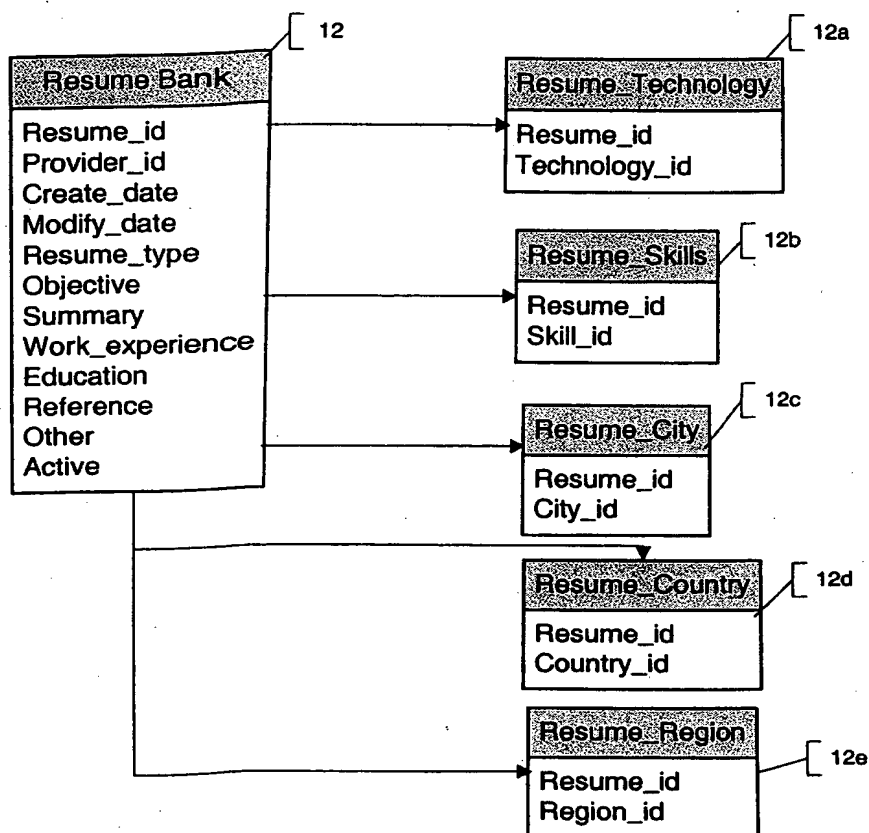 12
Resume Bank
Resume_id
Provider_id
Create_date
Modify_date
Resume_type
Objective
Summary
Work_experience
Education
Reference
Other
Active
12a
Resume_Technology
Resume_id
Technology_id
12b
Resume_Skills
Resume_id
Skill_id
12c
Resume_City
Resume_id
City_id
12d
Resume_Country
Resume_id
Country_id
12e
Resume_Region
Resume_id
Region_id